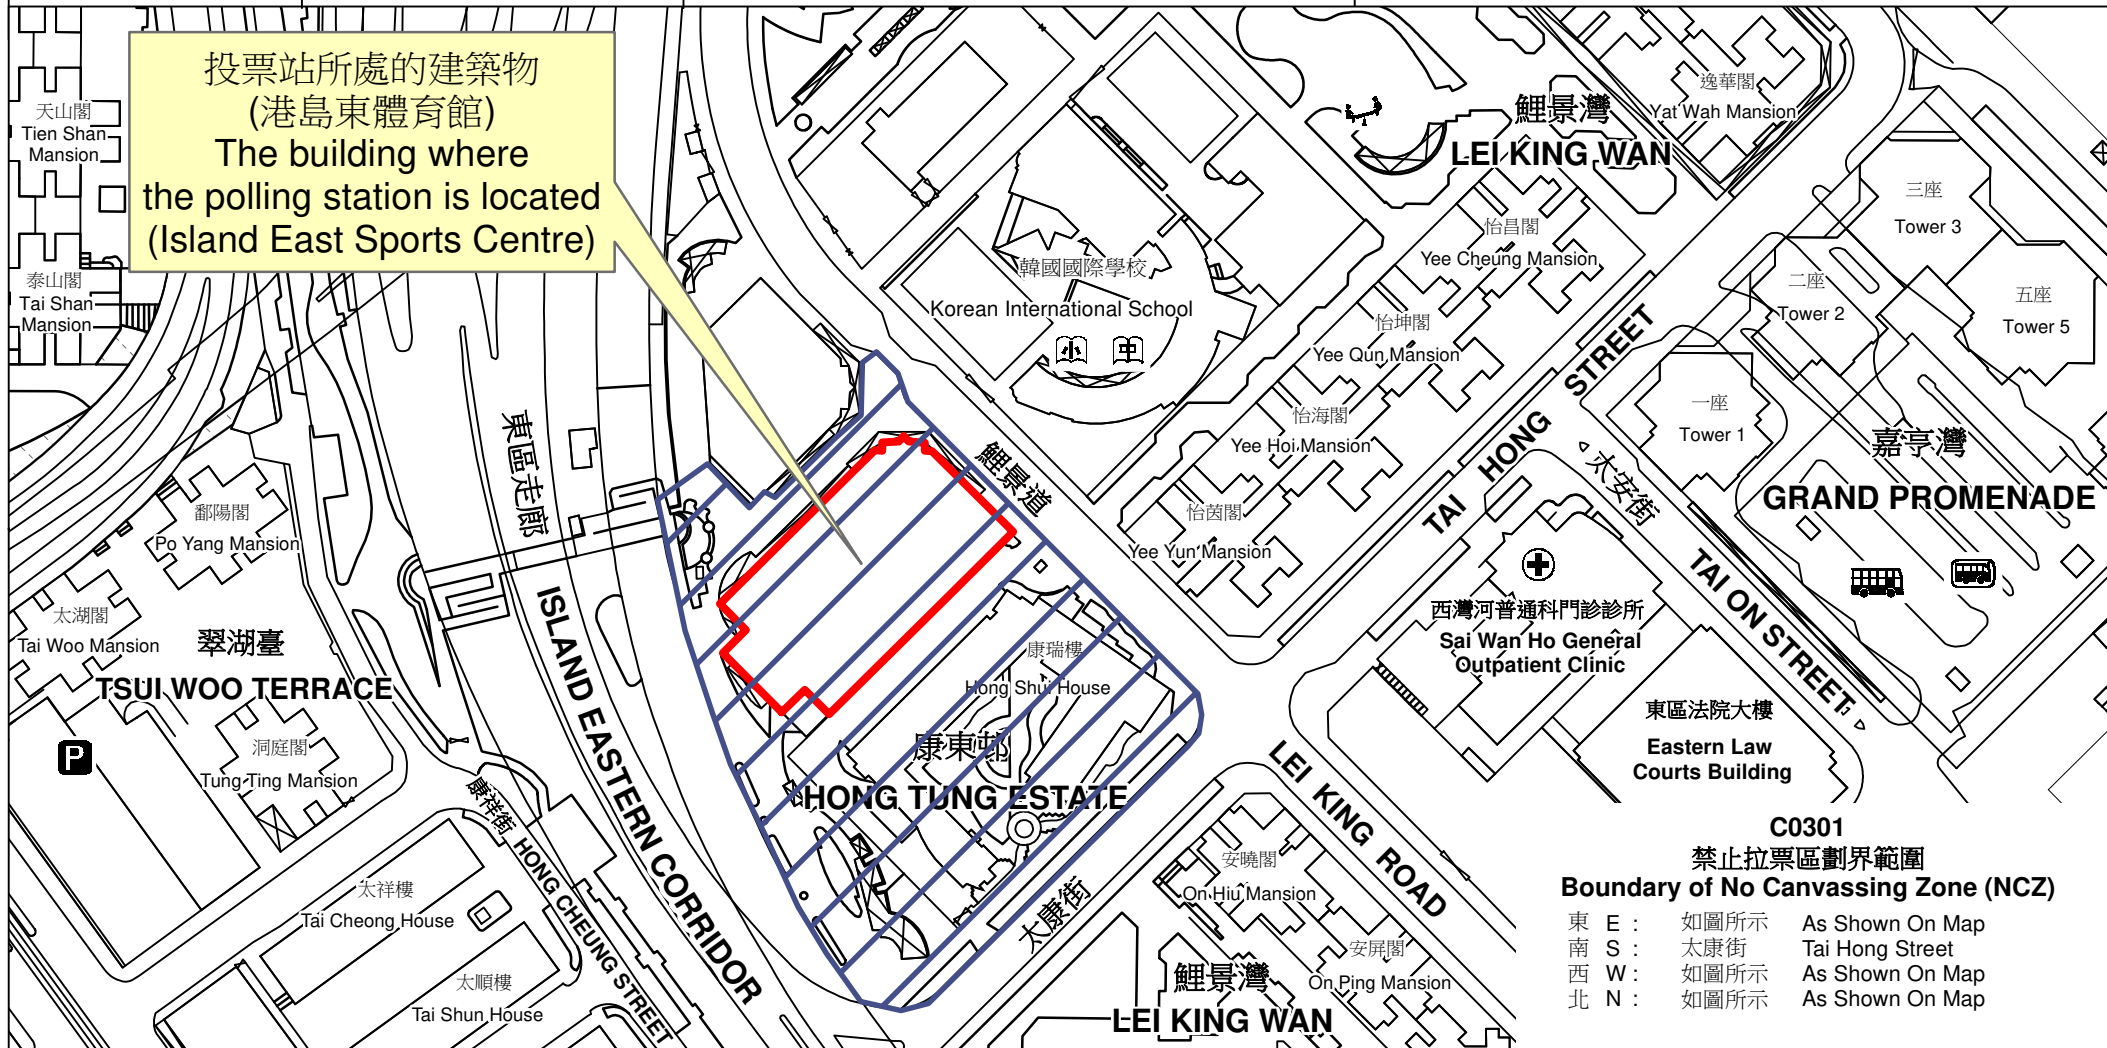 投票站所處的建築物
(港島東體育館)
The building where
the polling station is located
(Island East Sports Centre)
天山閣
Tien Shan
Mansion
泰山閣
Tai Shan
Mansion
鯉景灣
LEI KING WAN
逸華閣
Yat Wah Mansion
三座
Tower 3
二座
Tower 2
五座
Tower 5
一座
Tower 1
嘉亨灣
GRAND PROMENADE
韓國國際學校
Korean International School
小 中
怡昌閣
Yee Cheung Mansion
怡坤閣
Yee Qun Mansion
怡海閣
Yee Hoi Mansion
怡茵閣
Yee Yun Mansion
TAI HONG STREET
太安街
TAI ON STREET
鯉景道
東區走廊
ISLAND EASTERN CORRIDOR
鄱陽閣
Po Yang Mansion
太湖閣
Tai Woo Mansion
翠湖臺
TSUI WOO TERRACE
洞庭閣
Tung Ting Mansion
P
康瑞樓
Hong Shui House
康東邨
HONG TUNG ESTATE
西灣河普通科門診診所
Sai Wan Ho General
Outpatient Clinic
東區法院大樓
Eastern Law
Courts Building
LEI KING ROAD
康祥街
HONG CHEUNG STREET
太祥樓
Tai Cheong House
太順樓
Tai Shun House
太康街
安曉閣
On Hiu Mansion
安屏閣
On Ping Mansion
鯉景灣
LEI KING WAN
C0301
禁止拉票區劃界範圍
Boundary of No Canvassing Zone (NCZ)
東 E : 如圖所示 As Shown On Map
南 S : 太康街 Tai Hong Street
西 W : 如圖所示 As Shown On Map
北 N : 如圖所示 As Shown On Map